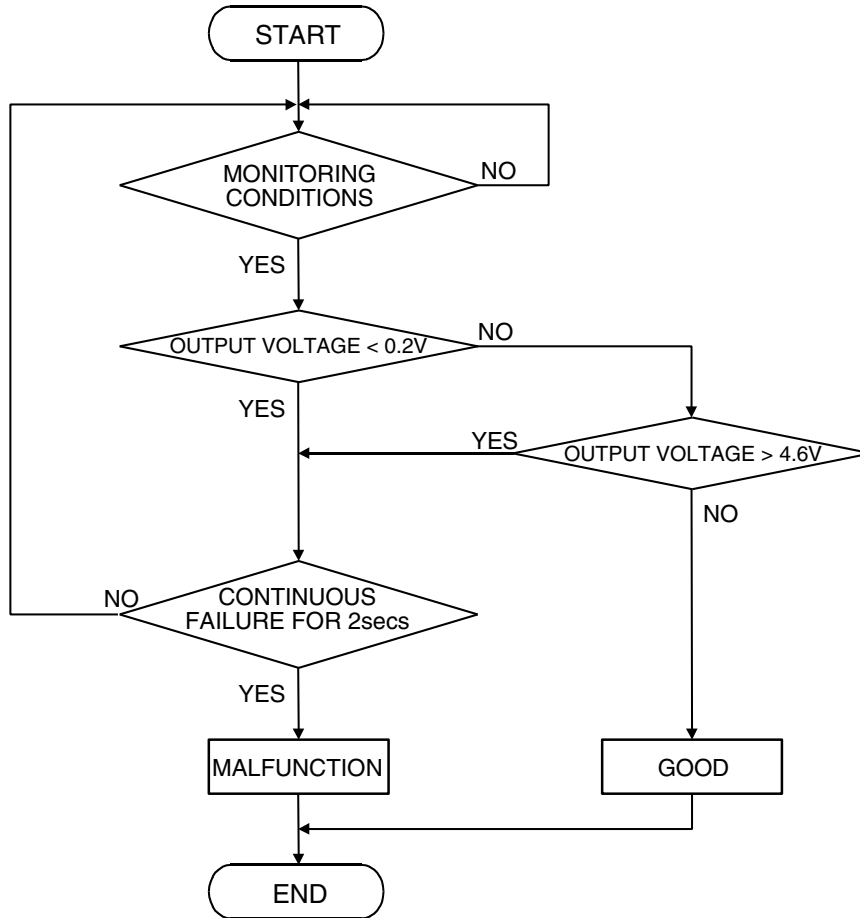 START
MONITORING
CONDITIONS
NO
YES
OUTPUT VOLTAGE < 0.2V
NO
YES
YES
OUTPUT VOLTAGE > 4.6V
NO
NO
CONTINUOUS
FAILURE FOR 2secs
YES
MALFUNCTION
GOOD
END